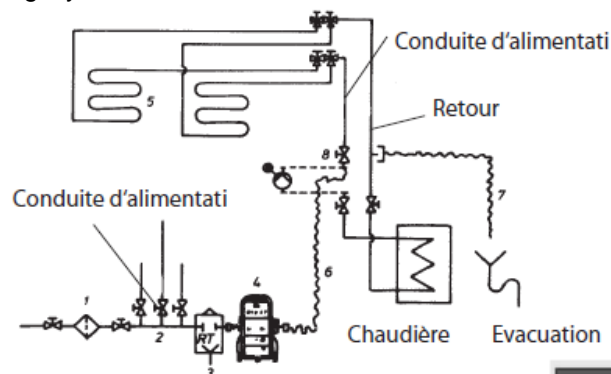 Conduite d'alimentati
5
Retour
8
7
Conduite d'alimentati
6
4
1
2
RT
3
Chaudière
Evacuation